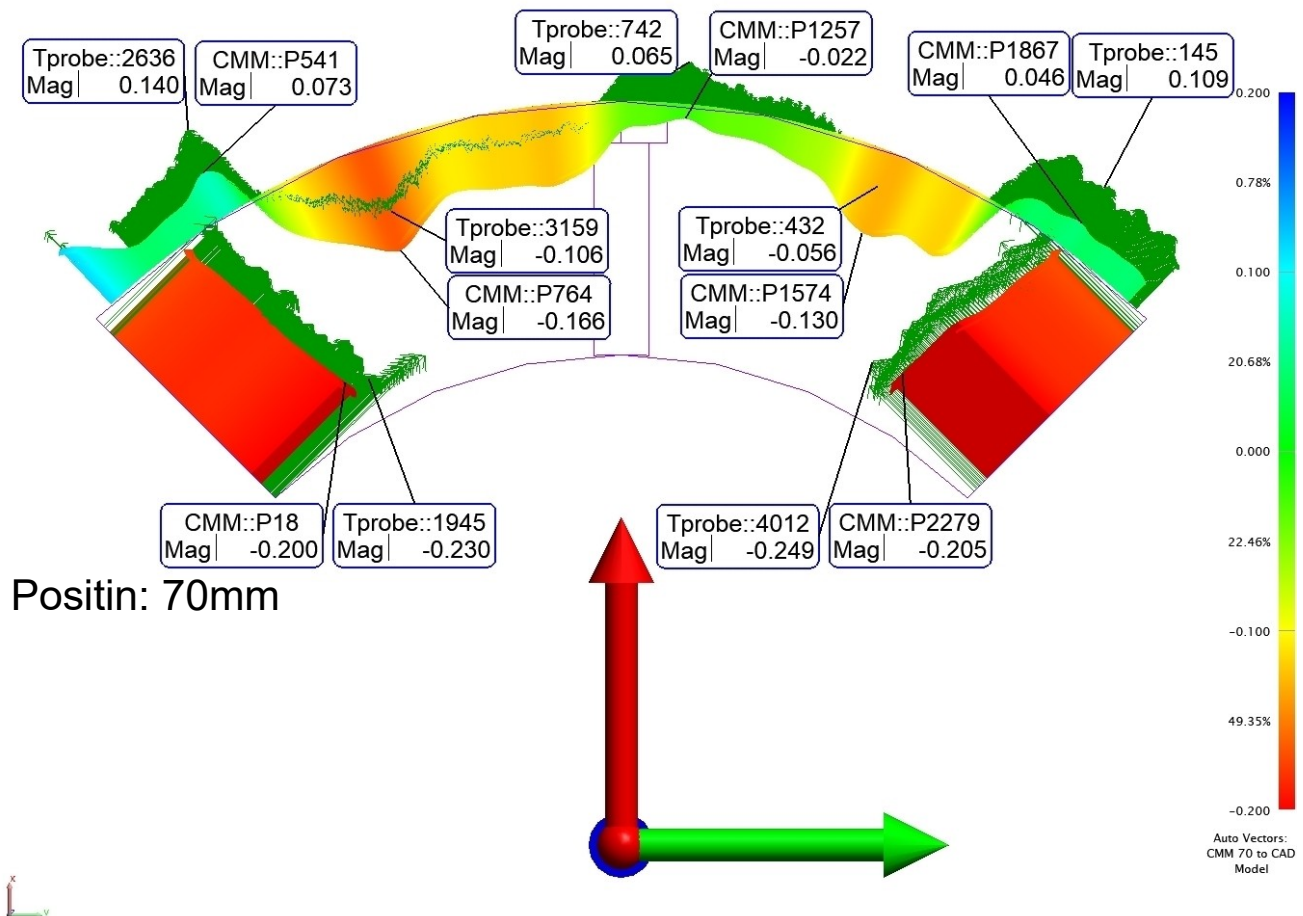 Tprobe::742
Mag 0.065
CMM::P1257
Mag -0.022
Tprobe::2636
Mag 0.140
CMM::P541
Mag 0.073
CMM::P1867
Mag 0.046
Tprobe::145
Mag 0.109
Tprobe::3159
Mag -0.106
CMM::P764
Mag -0.166
Tprobe::432
Mag -0.056
CMM::P1574
Mag -0.130
CMM::P18
Mag -0.200
Tprobe::1945
Mag -0.230
Tprobe::4012
Mag -0.249
CMM::P2279
Mag -0.205
Positin: 70mm
0.200
0.78%
0.100
20.68%
0.000
22.46%
-0.100
49.35%
-0.200
Auto Vectors:
CMM 70 to CAD
Model
X
Y